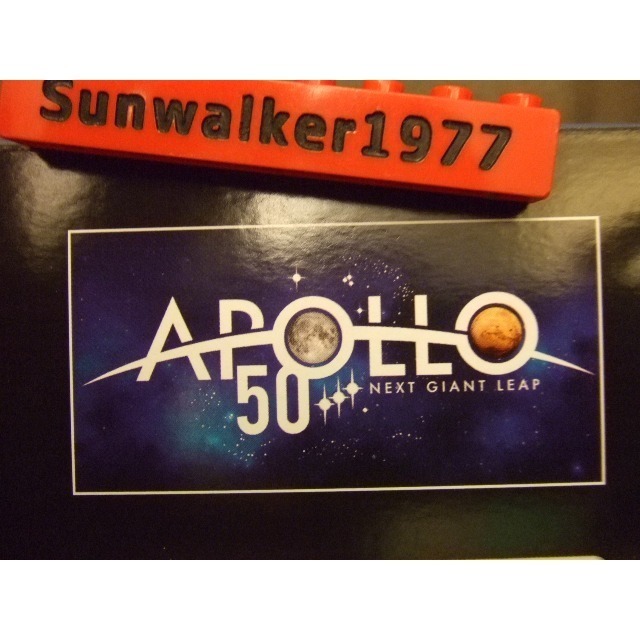 Sunwalker1977
APOLLO
50
NEXT GIANT LEAP